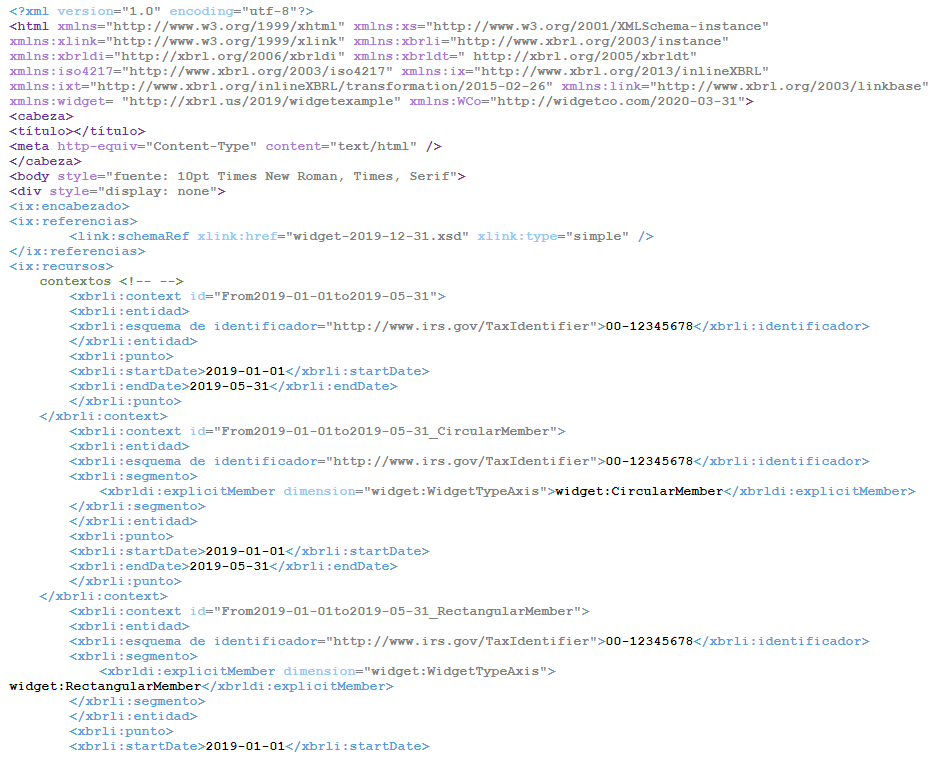 <?xml version="1.0" encoding="utf-8"?>
<html xmlns="http://www.w3.org/1999/xhtml" xmlns:xs="http://www.w3.org/2001/XMLSchema-instance"
xmlns:xlink="http://www.w3.org/1999/xlink" xmlns:xbrli="http://www.xbrl.org/2003/instance"
xmlns:xbrldi="http://xbrl.org/2006/xbrldi" xmlns:xbrldt=" http://xbrl.org/2005/xbrldt"
xmlns:iso4217="http://www.xbrl.org/2003/iso4217" xmlns:ix="http://www.xbrl.org/2013/inlineXBRL"
xmlns:ixt="http://www.xbrl.org/inlineXBRL/transformation/2015-02-26" xmlns:link="http://www.xbrl.org/2003/linkbase"
xmlns:widget= "http://xbrl.us/2019/widgetexample" xmlns:WCo="http://widgetco.com/2020-03-31">
<cabeza>
<título></título>
<meta http-equiv="Content-Type" content="text/html" />
</cabeza>
<body style="fuente: 10pt Times New Roman, Times, Serif">
<div style="display: none">
<ix:encabezado>
<ix:referencias>
<link:schemaRef xlink:href="widget-2019-12-31.xsd" xlink:type="simple" />
</ix:referencias>
<ix:recursos>
contextos <!-- -->
<xbrli:context id="From2019-01-01to2019-05-31">
<xbrli:entidad>
<xbrli:esquema de identificador="http://www.irs.gov/TaxIdentifier">00-12345678</xbrli:identificador>
</xbrli:entidad>
<xbrli:punto>
<xbrli:startDate>2019-01-01</xbrli:startDate>
<xbrli:endDate>2019-05-31</xbrli:endDate>
</xbrli:punto>
</xbrli:context>
<xbrli:context id="From2019-01-01to2019-05-31_CircularMember">
<xbrli:entidad>
<xbrli:esquema de identificador="http://www.irs.gov/TaxIdentifier">00-12345678</xbrli:identificador>
<xbrli:segmento>
<xbrldi:explicitMember dimension="widget:WidgetTypeAxis">widget:CircularMember</xbrldi:explicitMember>
</xbrli:segmento>
</xbrli:entidad>
<xbrli:punto>
<xbrli:startDate>2019-01-01</xbrli:startDate>
<xbrli:endDate>2019-05-31</xbrli:endDate>
</xbrli:punto>
</xbrli:context>
<xbrli:context id="From2019-01-01to2019-05-31_RectangularMember">
<xbrli:entidad>
<xbrli:esquema de identificador="http://www.irs.gov/TaxIdentifier">00-12345678</xbrli:identificador>
<xbrli:segmento>
<xbrldi:explicitMember dimension="widget:WidgetTypeAxis">
widget:RectangularMember</xbrldi:explicitMember>
</xbrli:segmento>
</xbrli:entidad>
<xbrli:punto>
<xbrli:startDate>2019-01-01</xbrli:startDate>